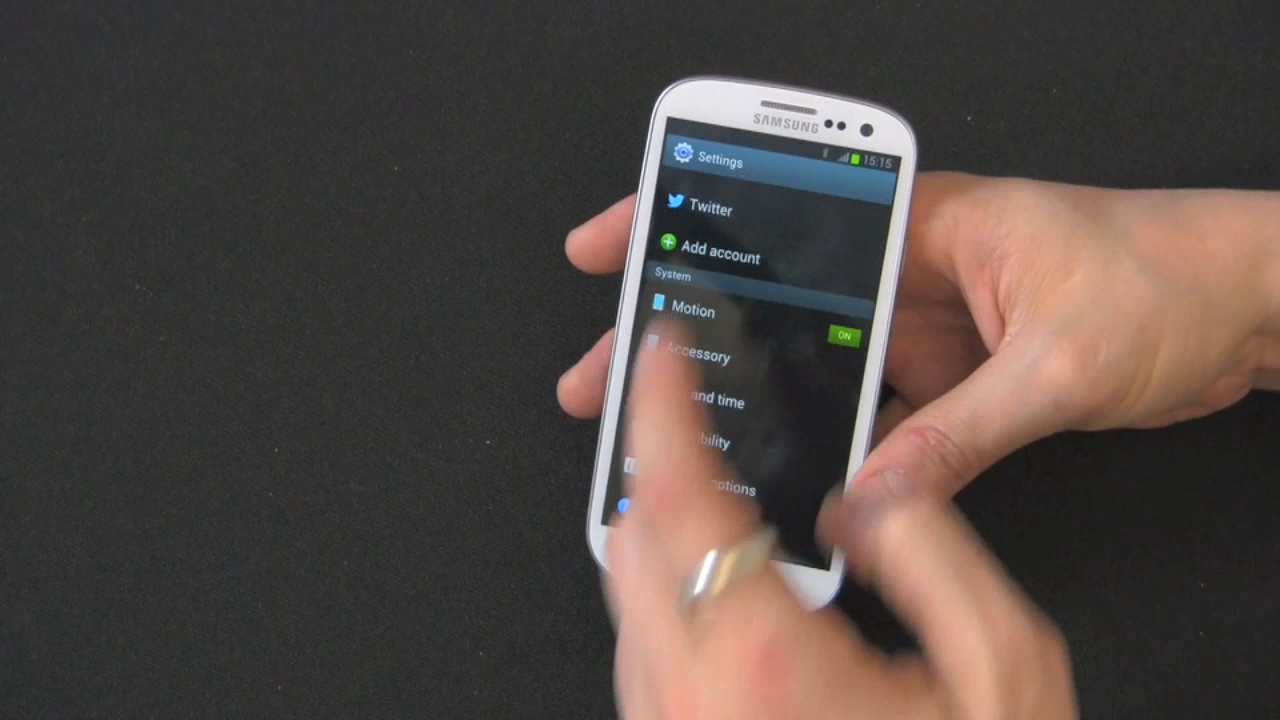 SAMSUNG
15:15
Settings
Twitter
Add account
System
Motion
ON
Accessory
and time
bility
options